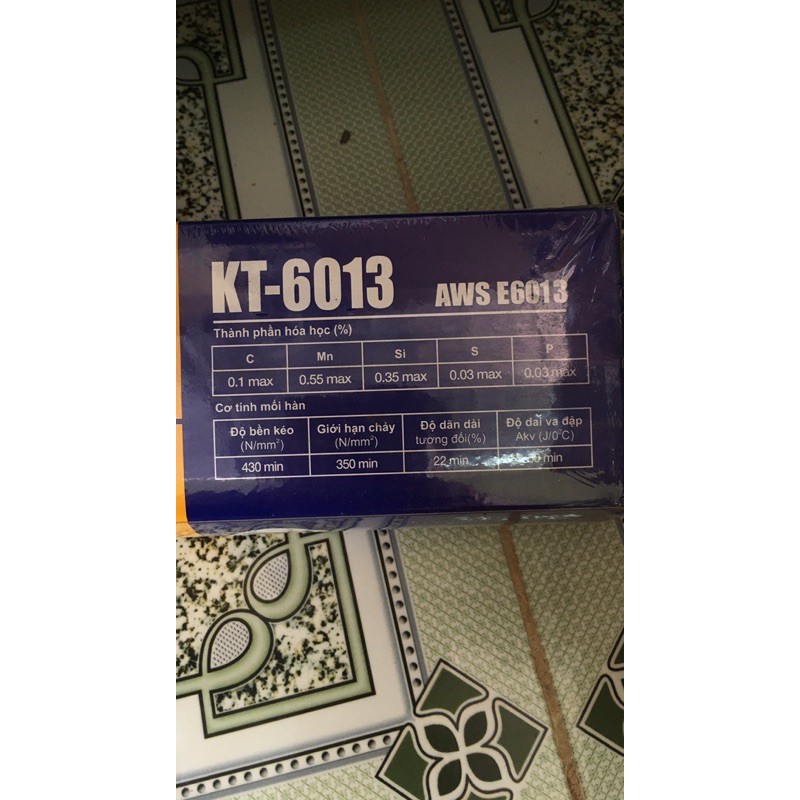 KT-6013 AWS E6013
Thành phần hóa học (%)
C Mn Si S P
0.1 max 0.55 max 0.35 max 0.03 max 0.03 max
Cơ tính mối hàn
Độ bền kéo Giới hạn chảy Độ dãn dài Độ dai va đập
(N/mm²) (N/mm²) tương đối(%) Akv (J/0°C)
430 min 350 min 22 min min